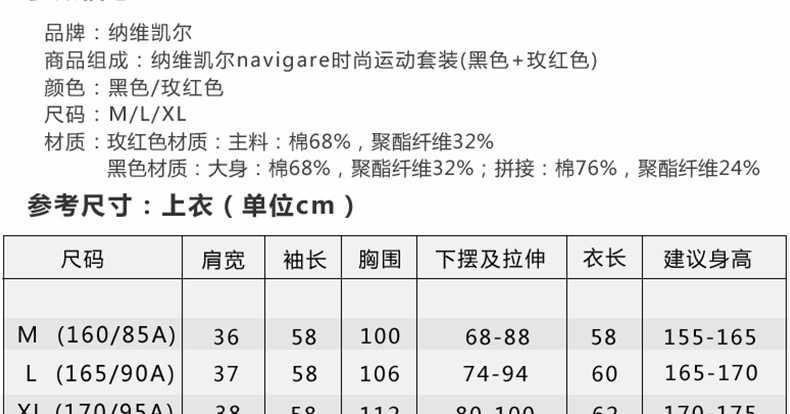 品牌：纳维凯尔
商品组成：纳维凯尔navigare时尚运动套装(黑色+玫红色)
颜色：黑色/玫红色
尺码：M/L/XL
材质：玫红色材质：主料：棉68%，聚酯纤维32%
黑色材质：大身：棉68%，聚酯纤维32%；拼接：棉76%，聚酯纤维24%
参考尺寸：上衣（单位cm）
尺码 肩宽 袖长 胸围 下摆及拉伸 衣长 建议身高
M (160/85A) 36 58 100 68-88 58 155-165
L (165/90A) 37 58 106 74-94 60 165-170
XL (170/95A) 38 58 112 80-100 62 170-175